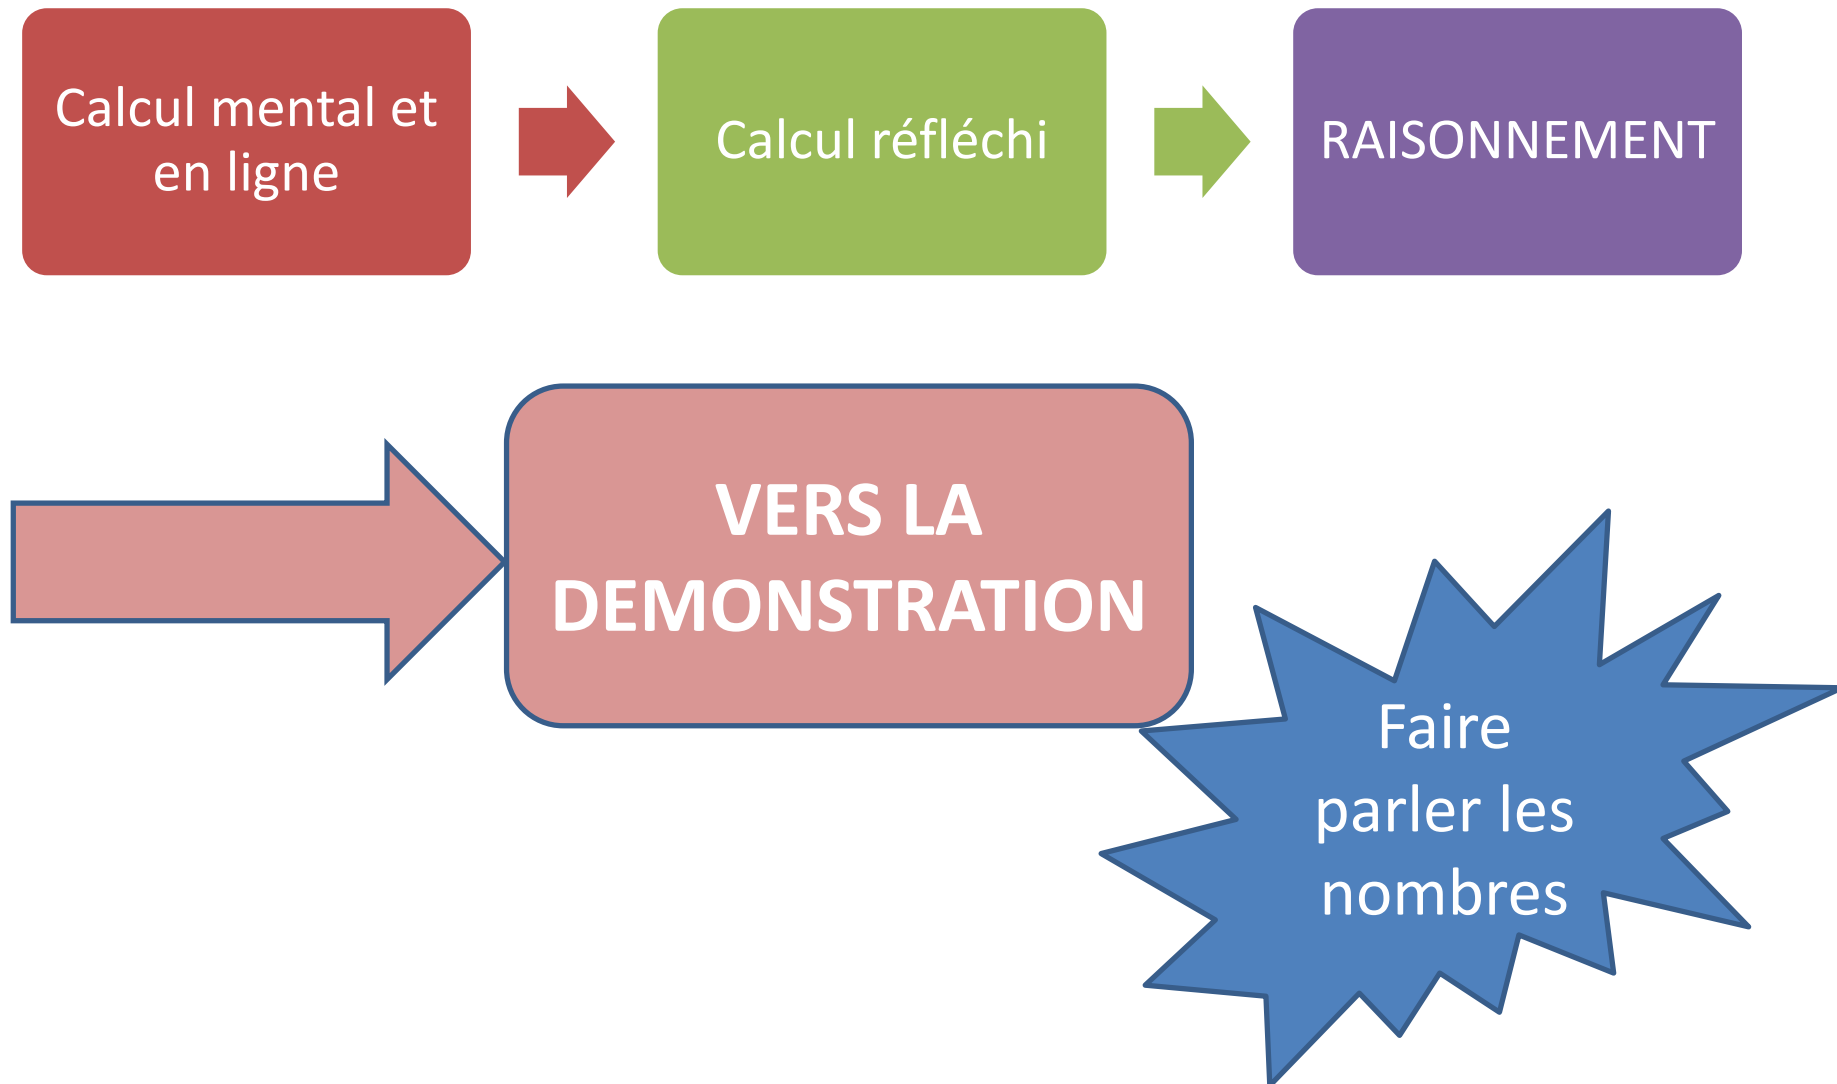 Calcul mental et
en ligne
Calcul réfléchi
RAISONNEMENT
VERS LA
DEMONSTRATION
Faire
parler les
nombres